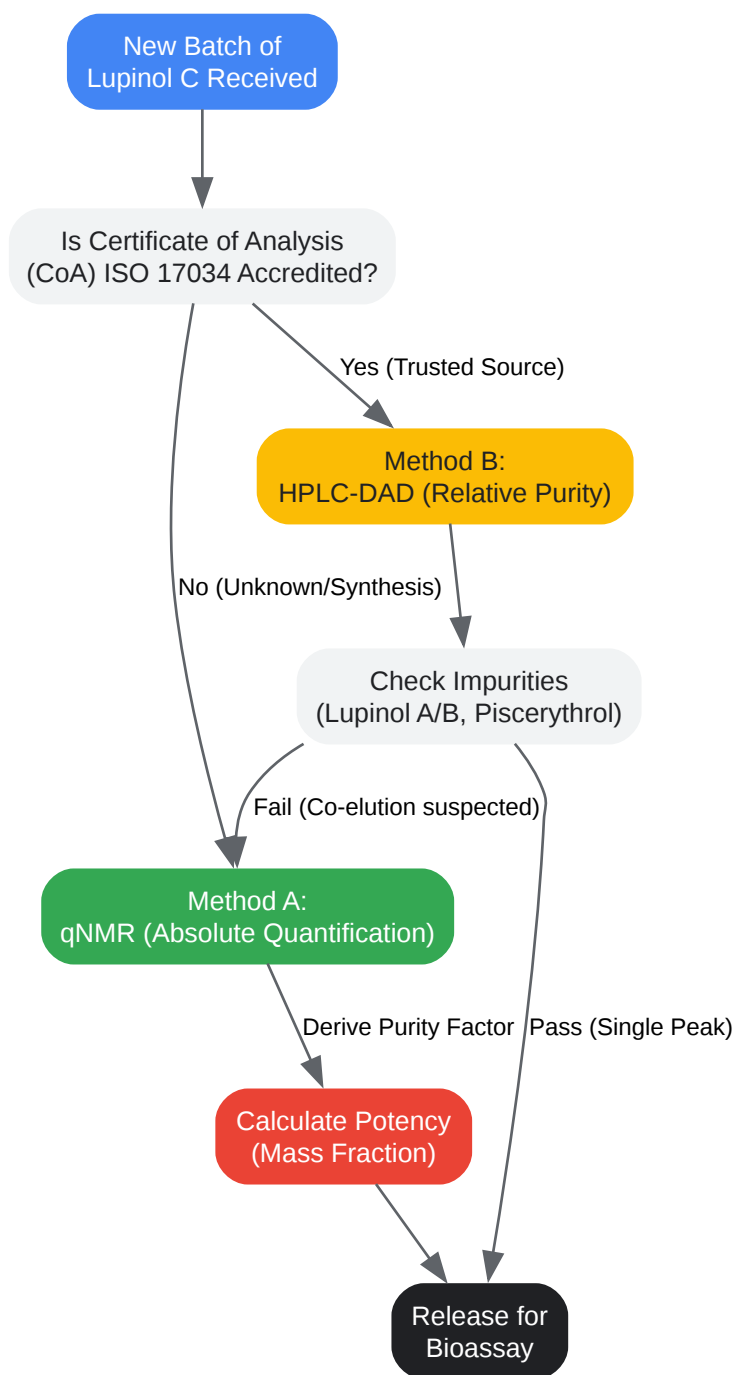 New Batch of
Lupinol C Received
Is Certificate of Analysis
(CoA) ISO 17034 Accredited?
Yes (Trusted Source)
Method B:
HPLC-DAD (Relative Purity)
No (Unknown/Synthesis)
Check Impurities
(Lupinol A/B, Piscerythrol)
Fail (Co-elution suspected)
Method A:
qNMR (Absolute Quantification)
Derive Purity Factor
Pass (Single Peak)
Calculate Potency
(Mass Fraction)
Release for
Bioassay